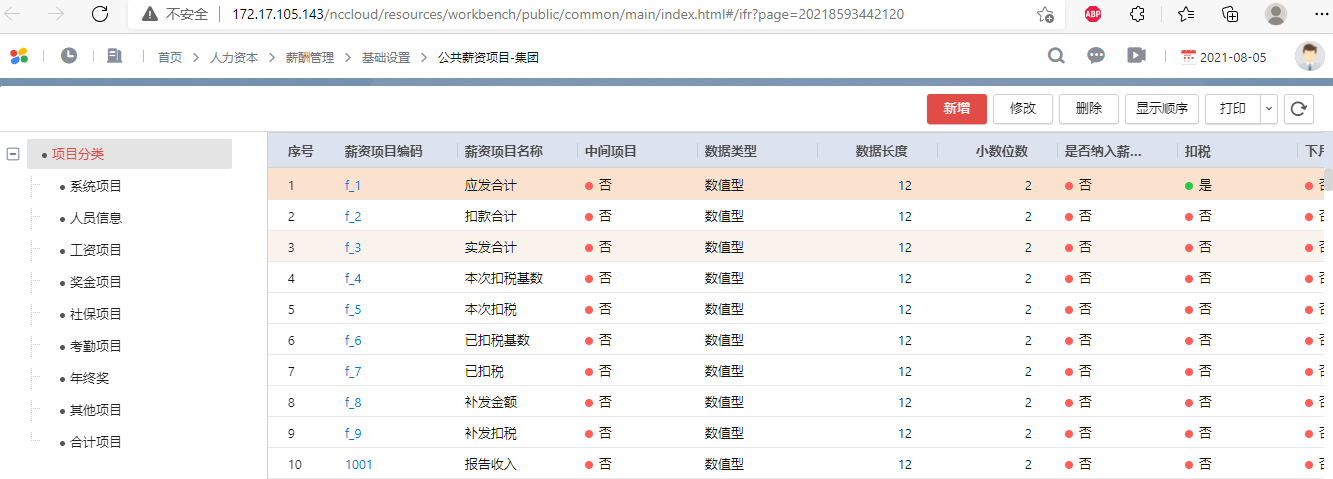 不安全 172.17.105.143/nccloud/resources/workbench/public/common/main/index.html#/ifr?page=20218593442120 ABP
首页 人力资本 薪酬管理 基础设置 公共薪资项目-集团 2021-08-05
新增 修改 删除 显示顺序 打印
项目分类
系统项目
人员信息
工资项目
奖金项目
社保项目
考勤项目
年终奖
其他项目
合计项目
序号 薪资项目编码 薪资项目名称 中间项目 数据类型 数据长度 小数位数 是否纳入薪... 扣税
1 f_1 应发合计 否 数值型 12 2 否 是
2 f_2 扣款合计 否 数值型 12 2 否 否
3 f_3 实发合计 否 数值型 12 2 否 否
4 f_4 本次扣税基数 否 数值型 12 2 否 否
5 f_5 本次扣税 否 数值型 12 2 否 否
6 f_6 已扣税基数 否 数值型 12 2 否 否
7 f_7 已扣税 否 数值型 12 2 否 否
8 f_8 补发金额 否 数值型 12 2 否 否
9 f_9 补发扣税 否 数值型 12 2 否 否
10 1001 报告收入 否 数值型 12 2 否 否